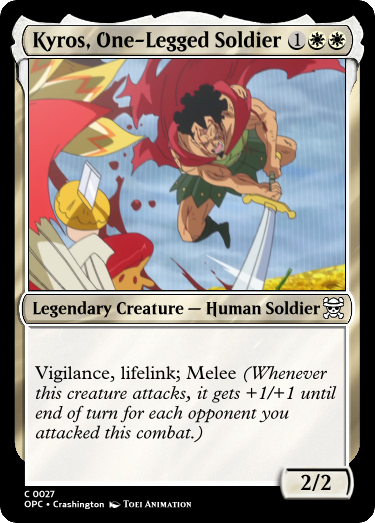 Kyros, One-Legged Soldier 1
Legendary Creature — Human Soldier
Vigilance, lifelink; Melee (Whenever
this creature attacks, it gets +1/+1 until
end of turn for each opponent you
attacked this combat.)
2/2
C 0027
OPC • Crashington TOEI ANIMATION